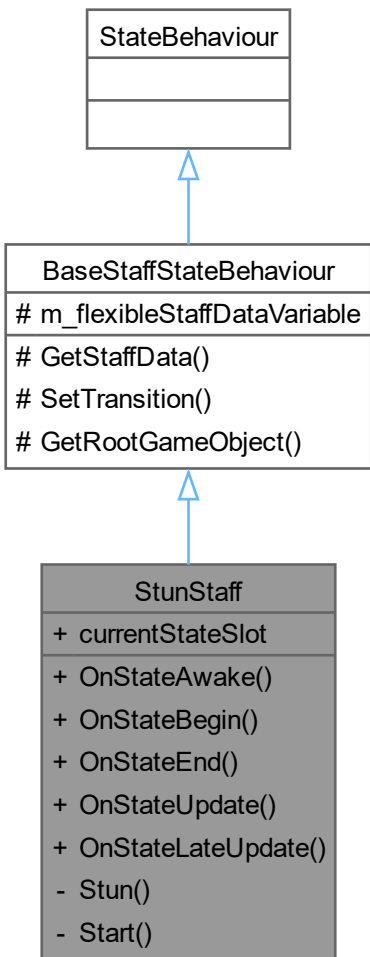 StateBehaviour
BaseStaffStateBehaviour
# m_flexibleStaffDataVariable
# GetStaffData()
# SetTransition()
# GetRootGameObject()
StunStaff
+ currentStateSlot
+ OnStateAwake()
+ OnStateBegin()
+ OnStateEnd()
+ OnStateUpdate()
+ OnStateLateUpdate()
- Stun()
- Start()